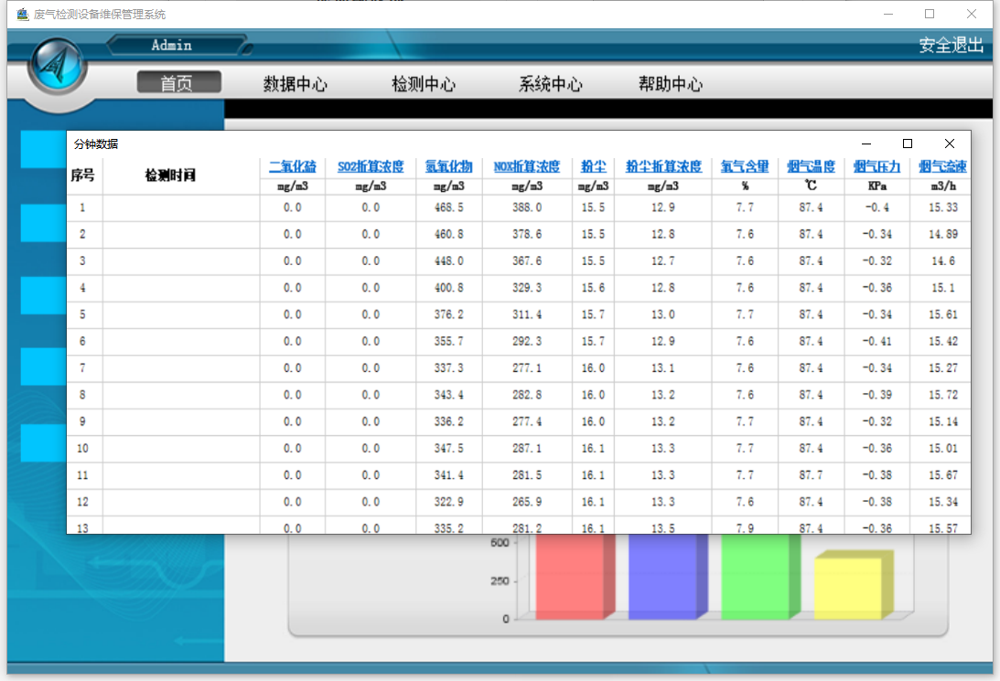 废气检测设备维保管理系统
Admin
安全退出
首页 数据中心 检测中心 系统中心 帮助中心
分钟数据
序号 检测时间 二氧化硫 SO2折算浓度 氮氧化物 NOX折算浓度 粉尘 粉尘折算浓度 氧气含量 烟气温度 烟气压力 烟气流速
mg/m3 mg/m3 mg/m3 mg/m3 mg/m3 mg/m3 % ℃ KPa m3/h
1 0.0 0.0 468.5 388.0 15.5 12.9 7.7 87.4 -0.4 15.33
2 0.0 0.0 460.8 378.6 15.5 12.8 7.6 87.4 -0.34 14.89
3 0.0 0.0 448.0 367.6 15.5 12.7 7.6 87.4 -0.32 14.6
4 0.0 0.0 400.8 329.3 15.6 12.8 7.6 87.4 -0.36 15.1
5 0.0 0.0 376.2 311.4 15.7 13.0 7.7 87.4 -0.34 15.61
6 0.0 0.0 355.7 292.3 15.7 12.9 7.6 87.4 -0.41 15.42
7 0.0 0.0 337.3 277.1 16.0 13.1 7.6 87.4 -0.34 15.27
8 0.0 0.0 343.4 282.8 16.0 13.2 7.6 87.4 -0.39 15.72
9 0.0 0.0 336.2 277.4 16.0 13.2 7.7 87.4 -0.32 15.14
10 0.0 0.0 347.5 287.1 16.1 13.3 7.7 87.4 -0.36 15.01
11 0.0 0.0 341.4 281.5 16.1 13.3 7.7 87.7 -0.38 15.67
12 0.0 0.0 322.9 265.9 16.1 13.3 7.6 87.4 -0.38 15.34
13 0.0 0.0 335.2 281.2 16.1 13.5 7.9 87.4 -0.36 15.57
500
250
0